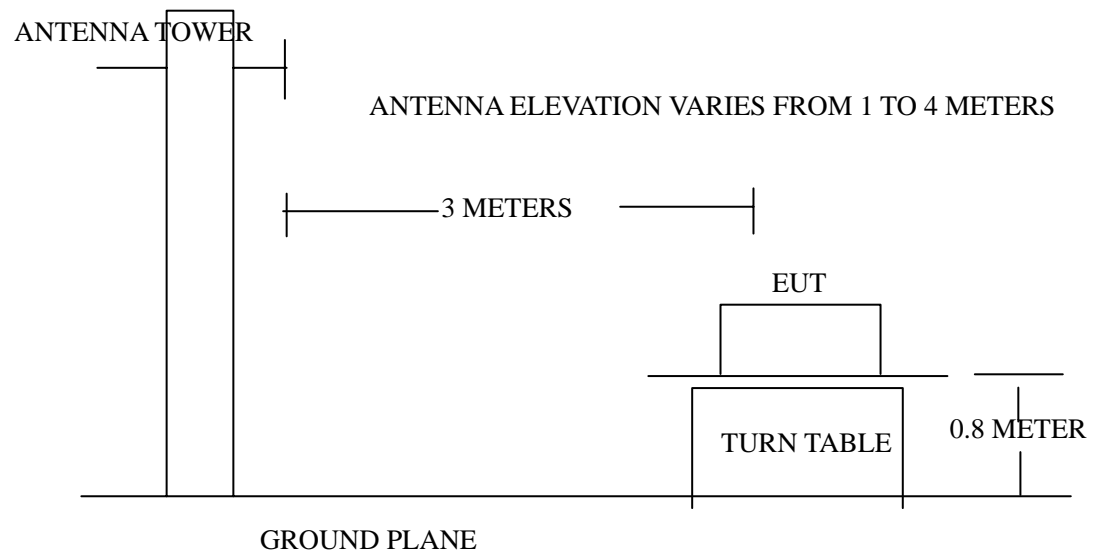 ANTENNA TOWER
ANTENNA ELEVATION VARIES FROM 1 TO 4 METERS
3 METERS
EUT
0.8 METER
TURN TABLE
GROUND PLANE